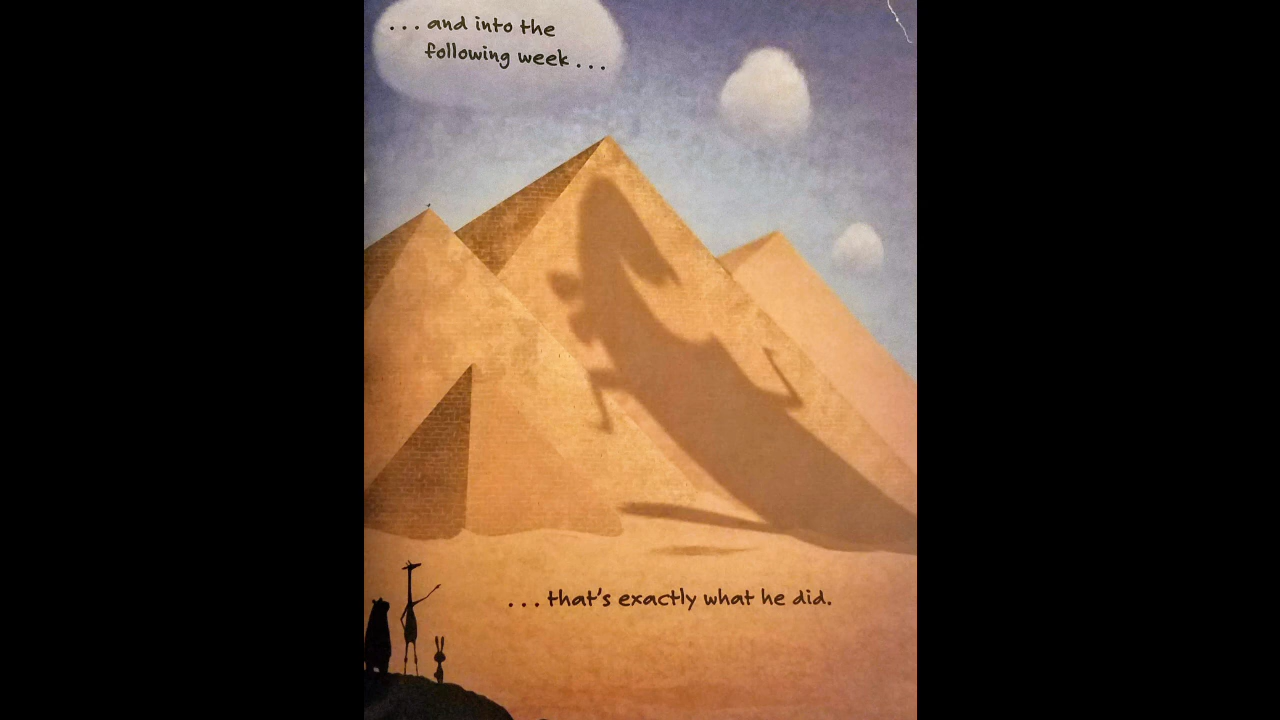 ... and into the
following week ...
... that's exactly what he did.